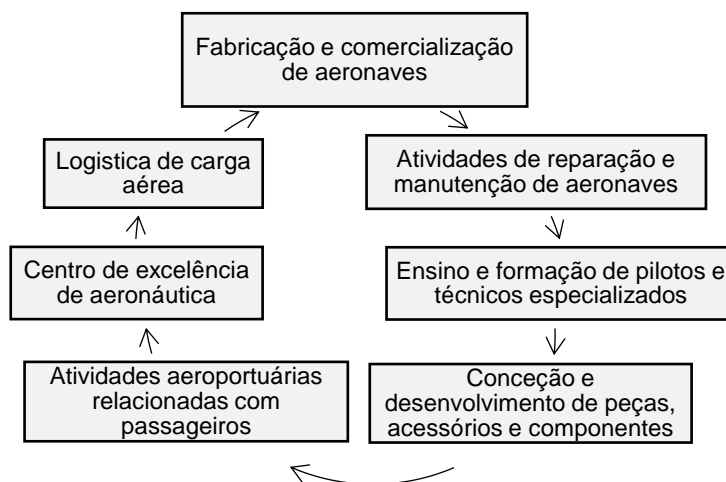 Fabricação e comercialização
de aeronaves
Atividades de reparação e
manutenção de aeronaves
Ensino e formação de pilotos e
técnicos especializados
Conceção e
desenvolvimento de peças,
acessórios e componentes
Atividades aeroportuárias
relacionadas com
passageiros
Centro de excelência
de aeronáutica
Logistica de carga
aérea